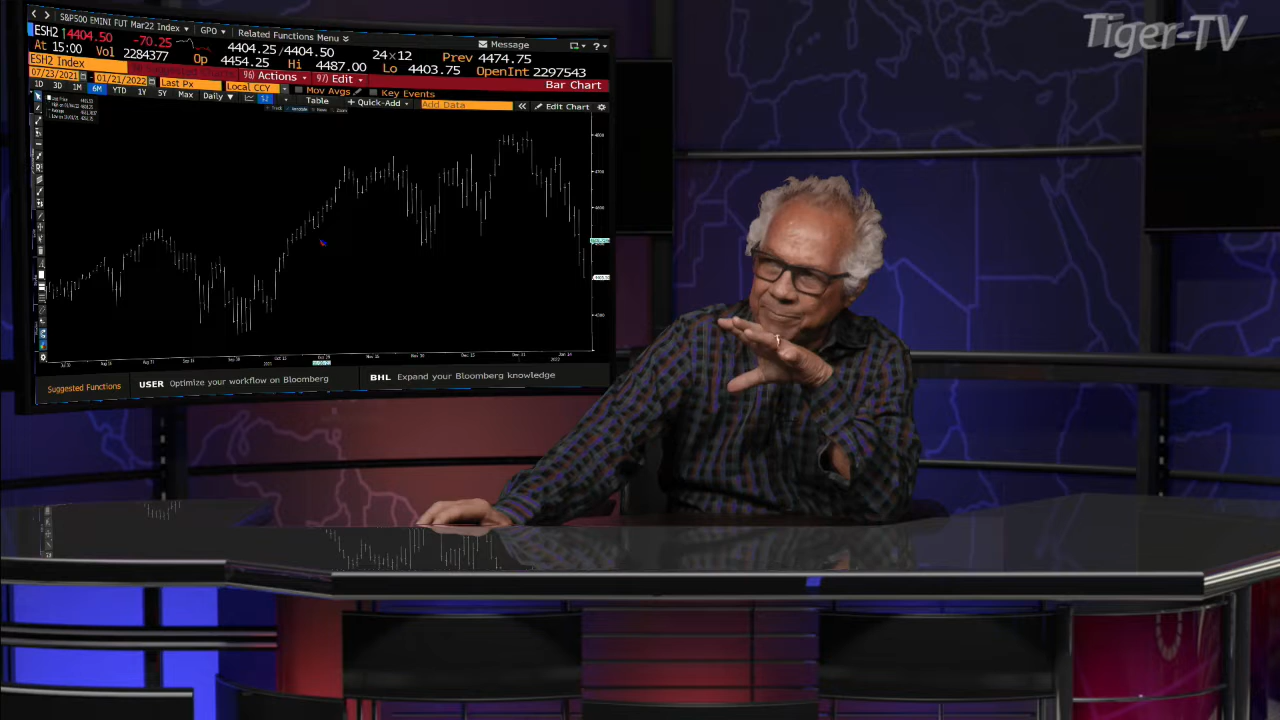 Tiger-TV
S&P500 EMINI FUT Mar22 Index GPO Related Functions Menu Message ?
ESH2 4404.50 -70.25 4404.25/4404.50 24×12 Prev 4474.75
At 15:00 Vol 2284377 Op 4454.25 Hi 4487.00 Lo 4403.75 OpenInt 2297543
ESH2 Index 96) Actions 97) Edit Bar Chart
07/23/2021 - 01/21/2022 Last Px Local CCY Mov Avgs Key Events
1D 3D 1M 6M YTD 1Y 5Y Max Daily Table + Quick-Add Add Data « Edit Chart
Suggested Functions USER Optimize your workflow on Bloomberg BHL Expand your Bloomberg knowledge